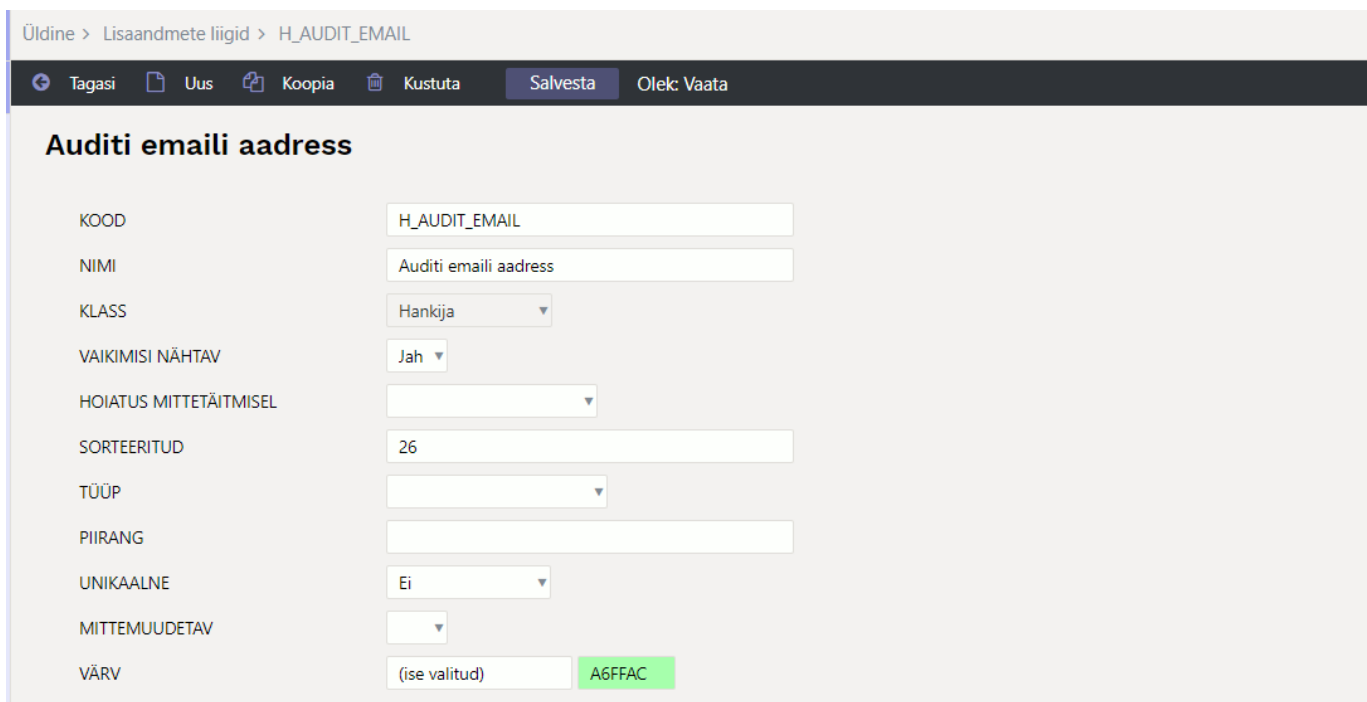 Üldine > Lisaandmete liigid > H_AUDIT_EMAIL
Tagasi Uus Koopia Kustuta Salvesta Olek: Vaata
Auditi emaili aadress
KOOD H_AUDIT_EMAIL
NIMI Auditi emaili aadress
KLASS Hankija
VAIKIMISI NÄHTAV Jah
HOIATUS MITTETÄITMISEL
SORTEERITUD 26
TÜÜP
PIIRANG
UNIKAALNE Ei
MITTEMUUDETAV
VÄRV (ise valitud) A6FFAC